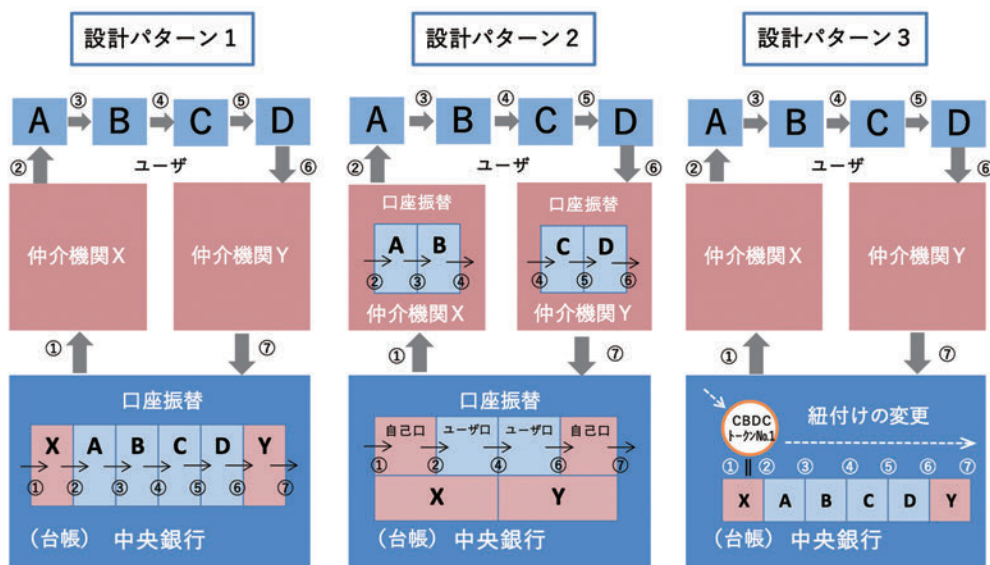 設計パターン1
③ ④ ⑤
A B C D
② ユーザ ⑥
仲介機関X 仲介機関Y
① ⑦
口座振替
X A B C D Y
① ② ③ ④ ⑤ ⑥ ⑦
(台帳) 中央銀行
設計パターン2
③ ④ ⑤
A B C D
② ユーザ ⑥
口座振替 口座振替
A B C D
② ③ ④ ④ ⑤ ⑥
仲介機関X 仲介機関Y
① ⑦
口座振替
自己口 ユーザ口 ユーザ口 自己口
① ② ④ ⑥ ⑦
X Y
(台帳) 中央銀行
設計パターン3
③ ④ ⑤
A B C D
② ユーザ ⑥
仲介機関X 仲介機関Y
① ⑦
CBDC
トークンNo.1
紐付けの変更
① ② ③ ④ ⑤ ⑥ ⑦
X A B C D Y
(台帳) 中央銀行